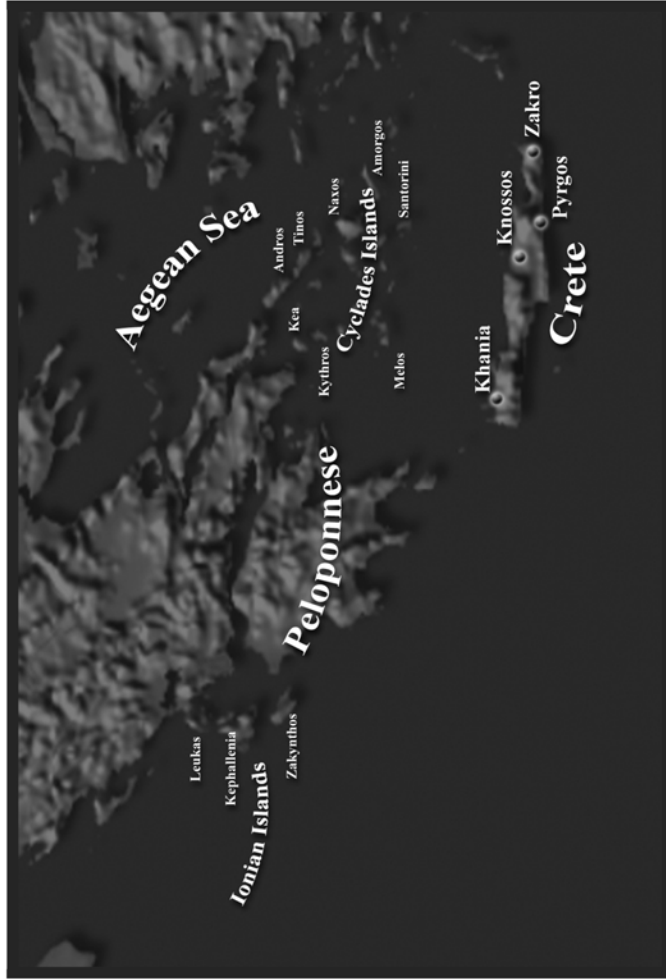 Aegean Sea
Andros
Tinos
Kea
Naxos
Kythros
Cyclades Islands
Amorgos
Melos
Santorini
Peloponnese
Leukas
Kephallenia
Ionian Islands
Zakynthos
Khania
Knossos
Zakro
Pyrgos
Crete